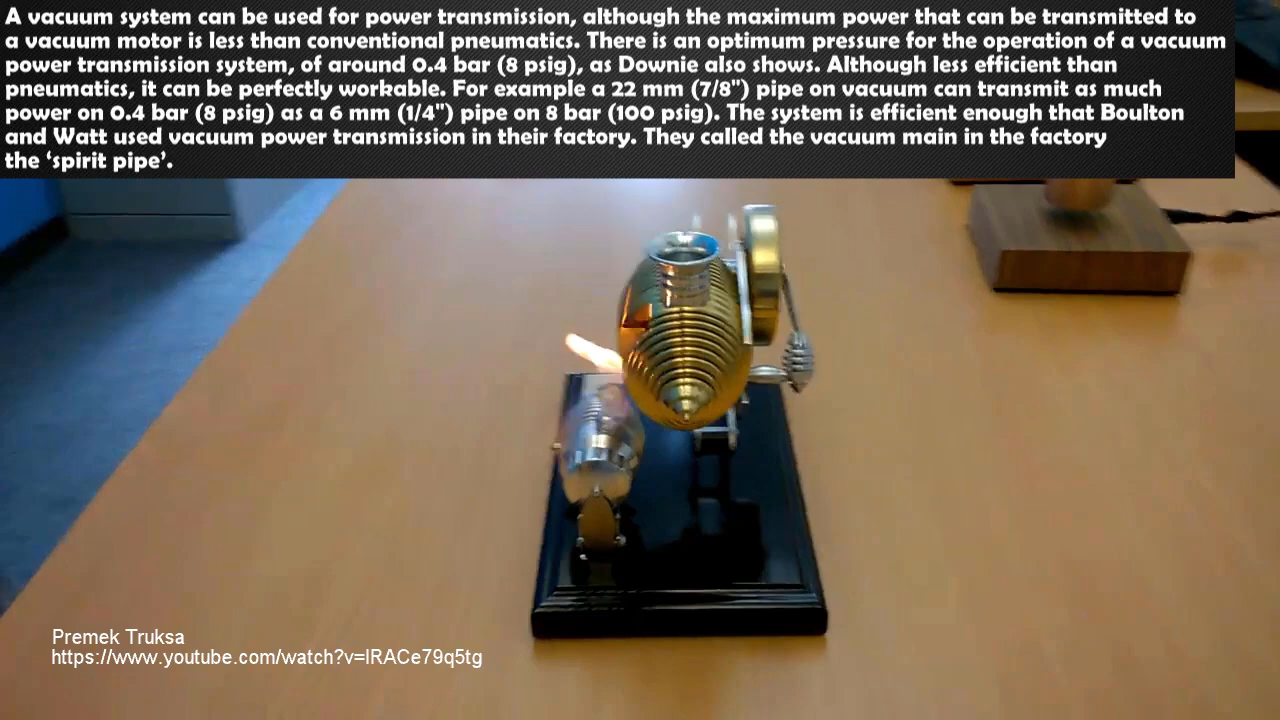 A vacuum system can be used for power transmission, although the maximum power that can be transmitted to
a vacuum motor is less than conventional pneumatics. There is an optimum pressure for the operation of a vacuum
power transmission system, of around 0.4 bar (8 psig), as Downie also shows. Although less efficient than
pneumatics, it can be perfectly workable. For example a 22 mm (7/8") pipe on vacuum can transmit as much
power on 0.4 bar (8 psig) as a 6 mm (1/4") pipe on 8 bar (100 psig). The system is efficient enough that Boulton
and Watt used vacuum power transmission in their factory. They called the vacuum main in the factory
the ‘spirit pipe’.
Premek Truksa
https://www.youtube.com/watch?v=lRACe79q5tg